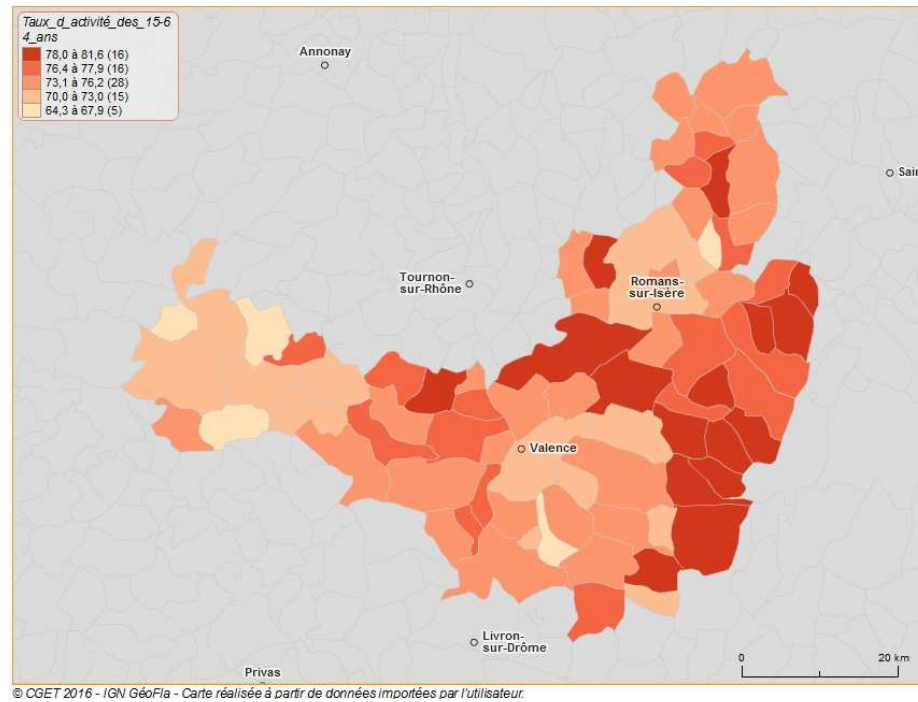 Taux_d_activité_des_15-6
4_ans
78,0 à 81,6 (16)
76,4 à 77,9 (16)
73,1 à 76,2 (28)
70,0 à 73,0 (15)
64,3 à 67,9 (5)
Annonay
Sain
Tournon-
sur-Rhône
Romans-
sur-Isère
Valence
Livron-
sur-Drôme
Privas
0 20 km
© CGET 2016 - IGN GéoFla - Carte réalisée à partir de données importées par l'utilisateur.